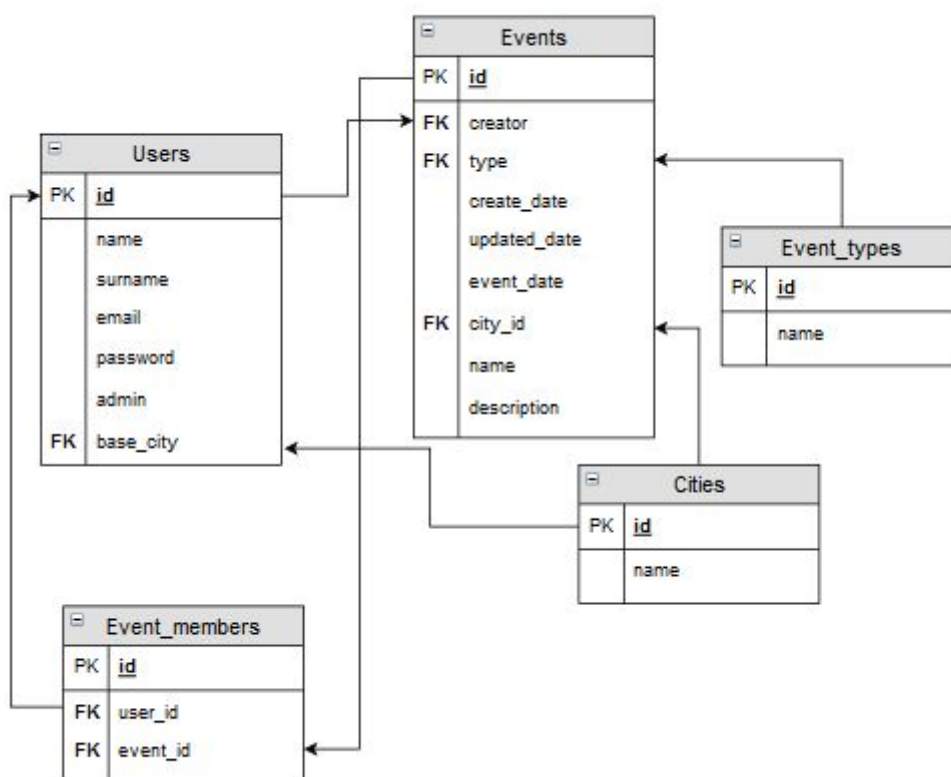 Events
PK id
FK creator
FK type
create_date
updated_date
event_date
FK city_id
name
description
Users
PK id
name
surname
email
password
admin
FK base_city
Event_types
PK id
name
Cities
PK id
name
Event_members
PK id
FK user_id
FK event_id